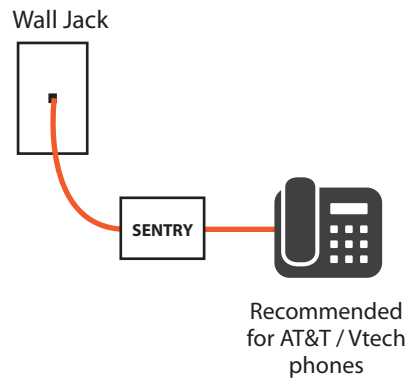 Wall Jack
SENTRY
Recommended
for AT&T / Vtech
phones